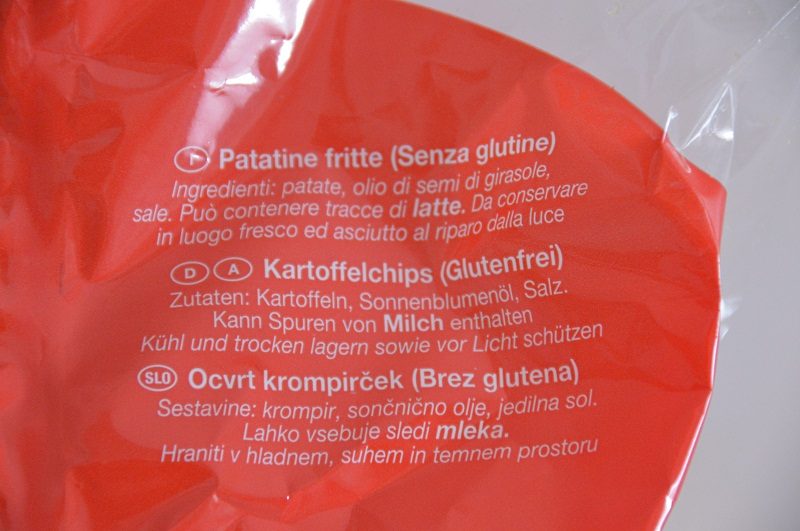 I Patatine fritte (Senza glutine)
Ingredienti: patate, olio di semi di girasole,
sale. Può contenere tracce di latte. Da conservare
in luogo fresco ed asciutto al riparo dalla luce
D A Kartoffelchips (Glutenfrei)
Zutaten: Kartoffeln, Sonnenblumenöl, Salz.
Kann Spuren von Milch enthalten
Kühl und trocken lagern sowie vor Licht schützen
SLO Ocvrt krompirček (Brez glutena)
Sestavine: krompir, sončnično olje, jedilna sol.
Lahko vsebuje sledi mleka.
Hraniti v hladnem, suhem in temnem prostoru